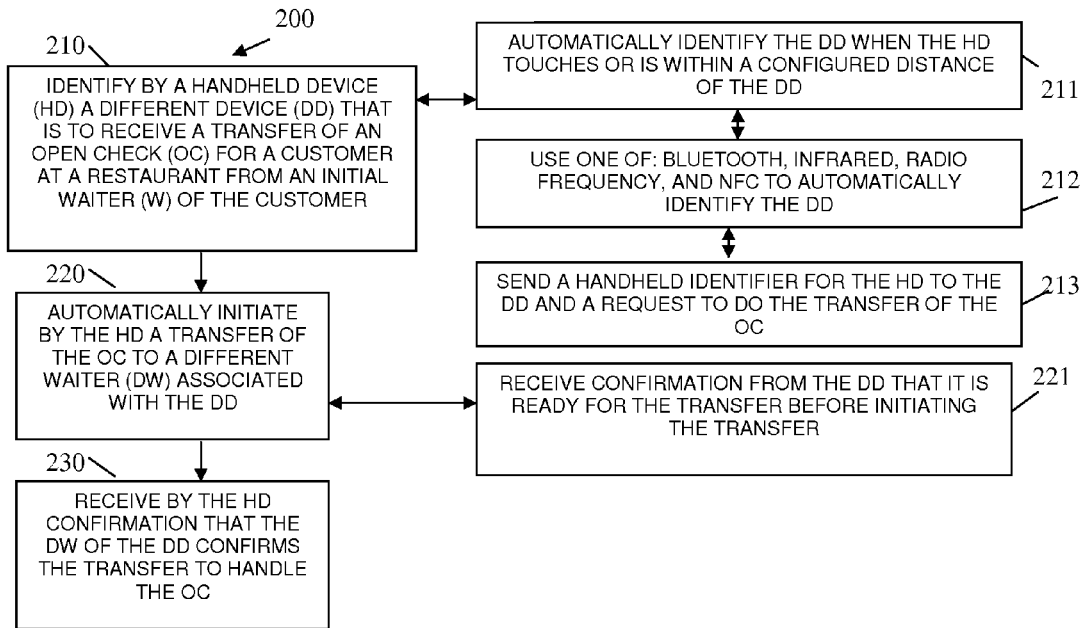 200
210
IDENTIFY BY A HANDHELD DEVICE
(HD) A DIFFERENT DEVICE (DD) THAT
IS TO RECEIVE A TRANSFER OF AN
OPEN CHECK (OC) FOR A CUSTOMER
AT A RESTAURANT FROM AN INITIAL
WAITER (W) OF THE CUSTOMER
AUTOMATICALLY IDENTIFY THE DD WHEN THE HD
TOUCHES OR IS WITHIN A CONFIGURED DISTANCE
OF THE DD
211
USE ONE OF: BLUETOOTH, INFRARED, RADIO
FREQUENCY, AND NFC TO AUTOMATICALLY
IDENTIFY THE DD
212
SEND A HANDHELD IDENTIFIER FOR THE HD TO THE
DD AND A REQUEST TO DO THE TRANSFER OF THE
OC
213
220
AUTOMATICALLY INITIATE
BY THE HD A TRANSFER OF
THE OC TO A DIFFERENT
WAITER (DW) ASSOCIATED
WITH THE DD
RECEIVE CONFIRMATION FROM THE DD THAT IT IS
READY FOR THE TRANSFER BEFORE INITIATING
THE TRANSFER
221
230
RECEIVE BY THE HD
CONFIRMATION THAT THE
DW OF THE DD CONFIRMS
THE TRANSFER TO HANDLE
THE OC